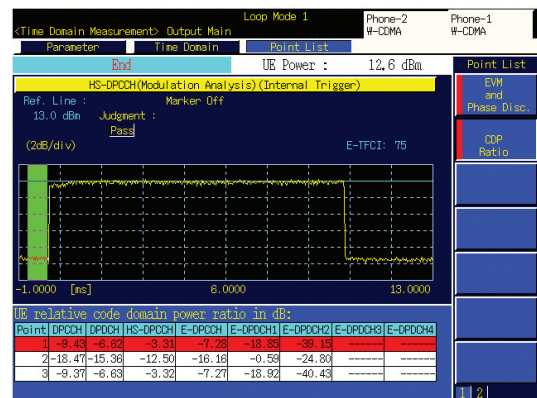 Loop Mode 1
Phone-2 Phone-1
<Time Domain Measurement> Output Main W-CDMA W-CDMA
Parameter Time Domain Point List
End UE Power : 12.6 dBm Point List
HS-DPCCH(Modulation Analysis)(Internal Trigger)
EVM
and
Phase Disc.
Ref. Line : Marker Off
13.0 dBm Judgment :
Pass
CDP
Ratio
(2dB/div) E-TFCI: 75
-1.0000 [ms] 6.0000 13.0000
UE relative code domain power ratio in dB:
Point DPCCH DPDCH HS-DPCCH E-DPCCH E-DPDCH1 E-DPDCH2 E-DPDCH3 E-DPDCH4
1 -9.43 -6.62 -3.31 -7.28 -18.85 -39.15 ------ ------
2 -18.47 -15.36 -12.50 -16.16 -0.59 -24.80 ------ ------
3 -9.37 -6.63 -3.32 -7.27 -18.92 -40.43 ------ ------
1 2